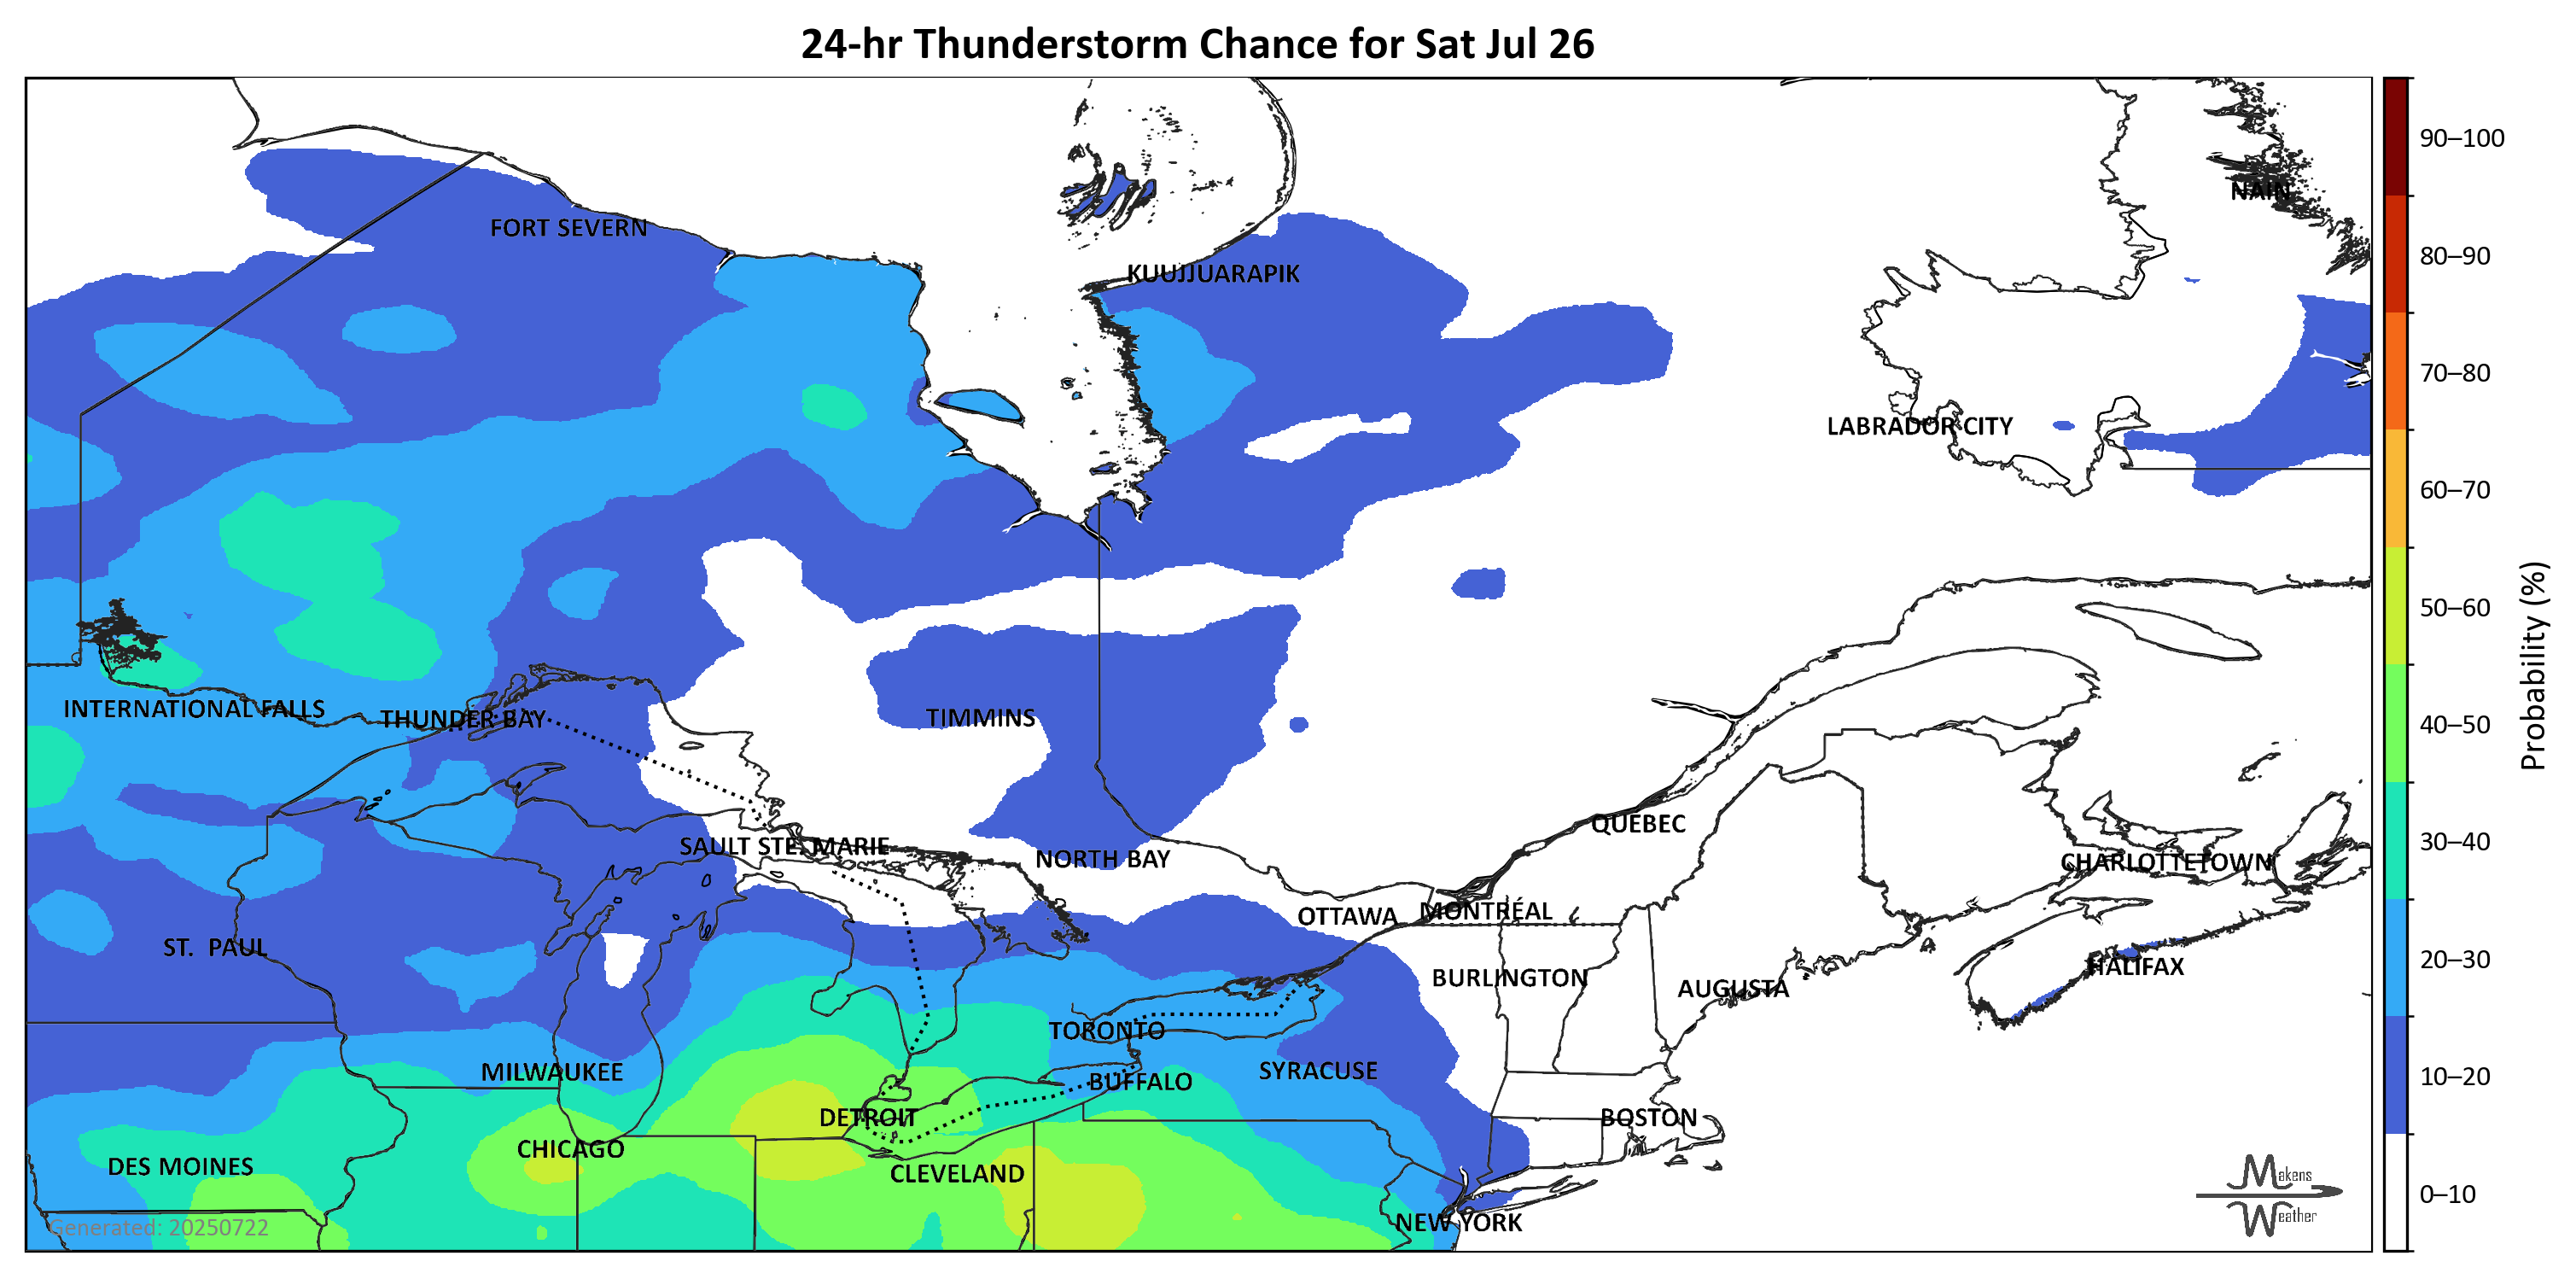 24-hr Thunderstorm Chance for Sat Jul 26
90–100
NAIN
FORT SEVERN
80–90
KUUJJUARAPIK
70–80
LABRADOR CITY
60–70
50–60
INTERNATIONAL FALLS
THUNDER BAY
TIMMINS
40–50
Probability (%)
QUEBEC
30–40
SAULT STE. MARIE
NORTH BAY
CHARLOTTETOWN
OTTAWA
MONTRÉAL
ST. PAUL
20–30
HALIFAX
BURLINGTON
AUGUSTA
TORONTO
MILWAUKEE
SYRACUSE
10–20
BUFFALO
DETROIT
BOSTON
CHICAGO
DES MOINES
CLEVELAND
Makens
Weather
0–10
Generated: 20250722
NEW YORK